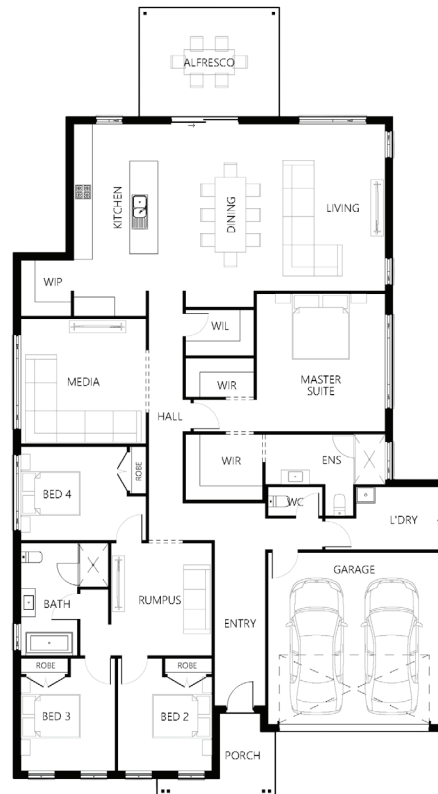 ALFRESCO
KITCHEN
DINING
LIVING
WIP
WIL
MEDIA
WIR
MASTER
SUITE
HALL
ROBE
WIR
ENS
BED 4
WC
L'DRY
GARAGE
BATH
RUMPUS
ENTRY
ROBE
ROBE
BED 3
BED 2
PORCH